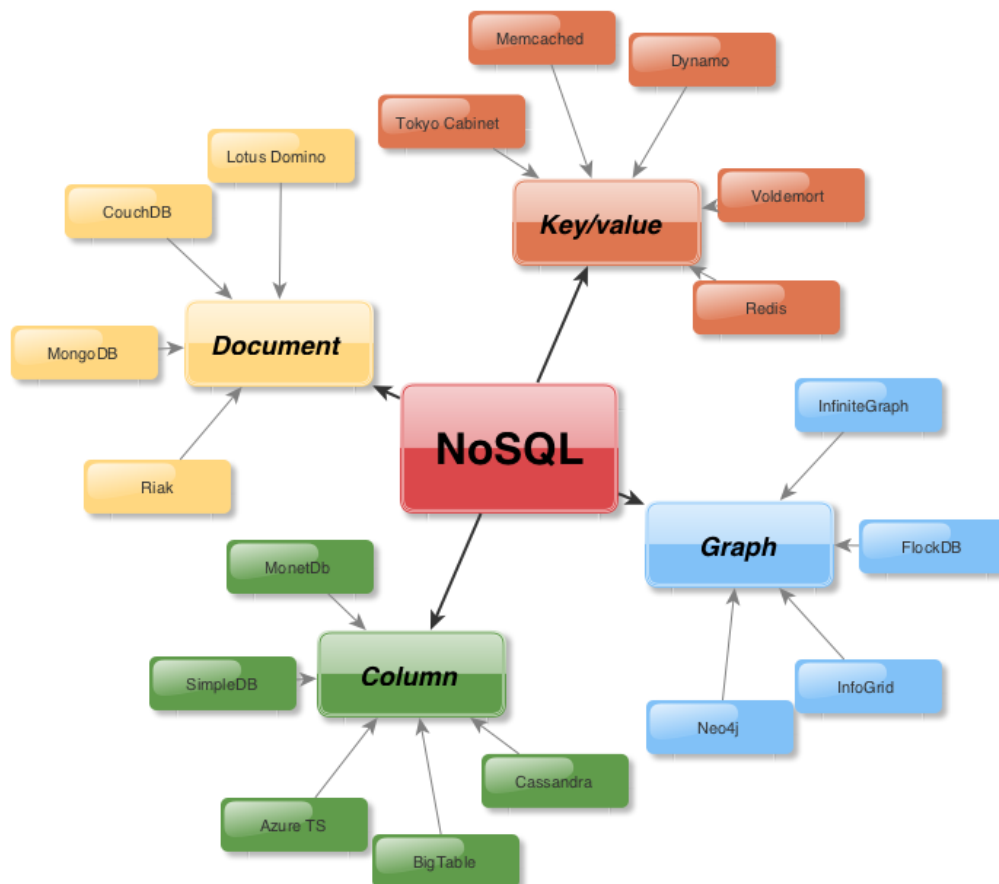 Memcached
Dynamo
Tokyo Cabinet
Lotus Domino
Voldemort
CouchDB
Key/value
Redis
Document
MongoDB
InfiniteGraph
NoSQL
Riak
Graph
FlockDB
MonetDb
Column
SimpleDB
InfoGrid
Neo4j
Cassandra
Azure TS
BigTable